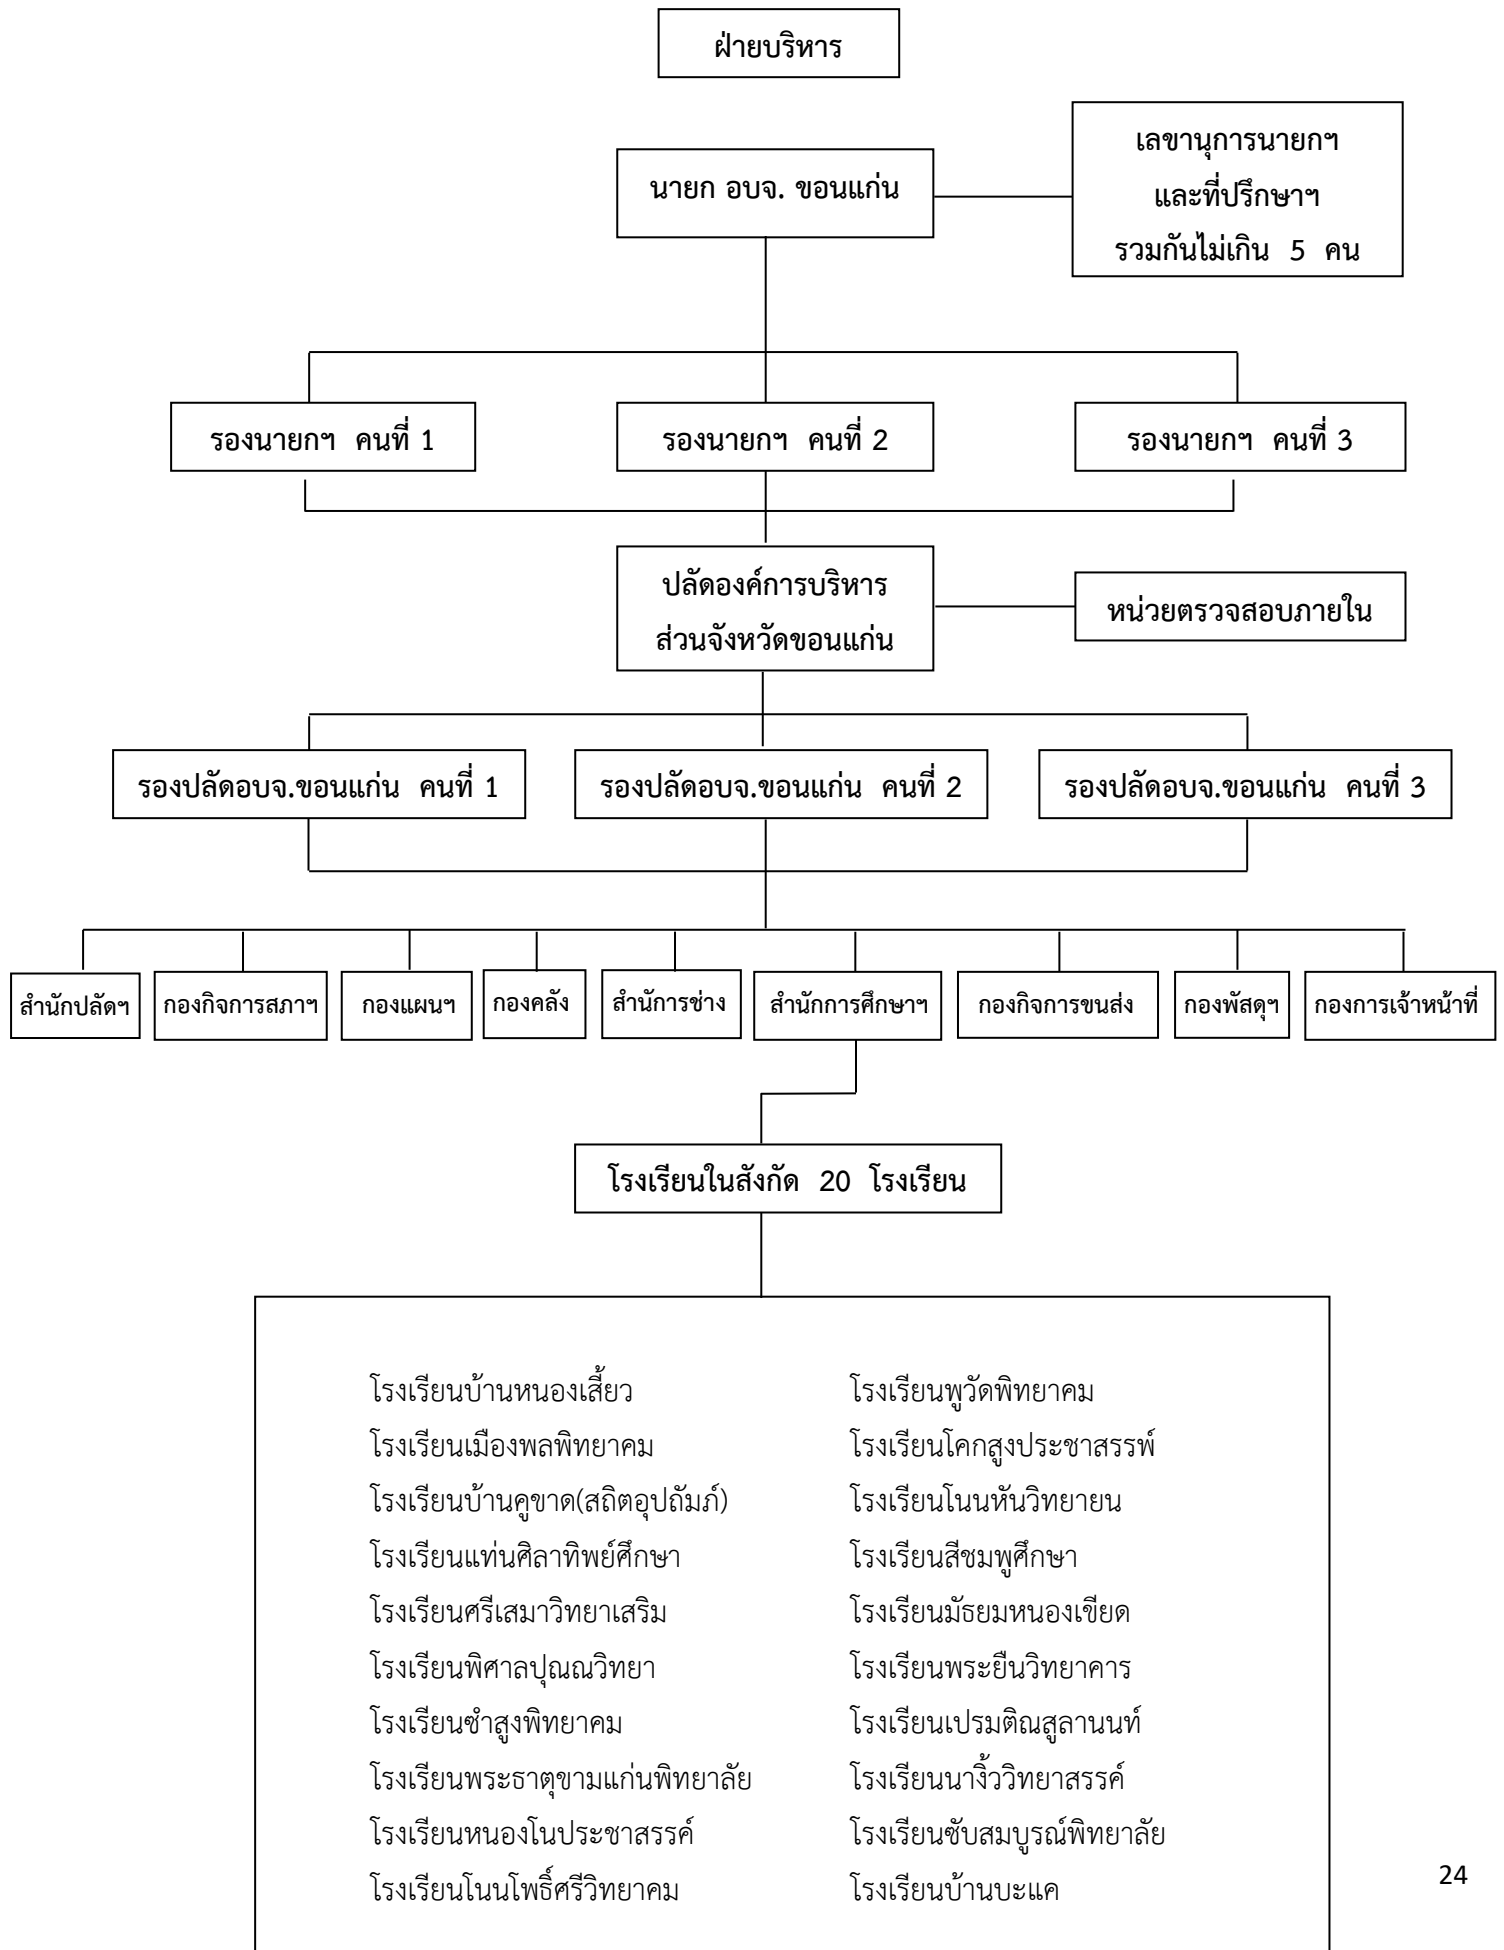 ฝ่ายบริหาร
นายก อบจ. ขอนแก่น
เลขานุการนายกฯ
และที่ปรึกษาฯ
รวมกันไม่เกิน 5 คน
รองนายกฯ คนที่ 1
รองนายกฯ คนที่ 2
รองนายกฯ คนที่ 3
ปลัดองค์การบริหาร
ส่วนจังหวัดขอนแก่น
หน่วยตรวจสอบภายใน
รองปลัดอบจ.ขอนแก่น คนที่ 1
รองปลัดอบจ.ขอนแก่น คนที่ 2
รองปลัดอบจ.ขอนแก่น คนที่ 3
สำนักปลัดฯ
กองกิจการสภาฯ
กองแผนฯ
กองคลัง
สำนักการช่าง
สำนักการศึกษาฯ
กองกิจการขนส่ง
กองพัสดุฯ
กองการเจ้าหน้าที่
โรงเรียนในสังกัด 20 โรงเรียน
โรงเรียนบ้านหนองเสี้ยว
โรงเรียนเมืองพลพิทยาคม
โรงเรียนบ้านคูขาด(สถิตอุปถัมภ์)
โรงเรียนแท่นศิลาทิพย์ศึกษา
โรงเรียนศรีเสมาวิทยาเสริม
โรงเรียนพิศาลปุณณวิทยา
โรงเรียนซำสูงพิทยาคม
โรงเรียนพระธาตุขามแก่นพิทยาลัย
โรงเรียนหนองโนประชาสรรค์
โรงเรียนโนนโพธิ์ศรีวิทยาคม
โรงเรียนพูวัดพิทยาคม
โรงเรียนโคกสูงประชาสรรพ์
โรงเรียนโนนหันวิทยายน
โรงเรียนสีชมพูศึกษา
โรงเรียนมัธยมหนองเขียด
โรงเรียนพระยืนวิทยาคาร
โรงเรียนเปรมติณสูลานนท์
โรงเรียนนางิ้ววิทยาสรรค์
โรงเรียนซับสมบูรณ์พิทยาลัย
โรงเรียนบ้านบะแค
24